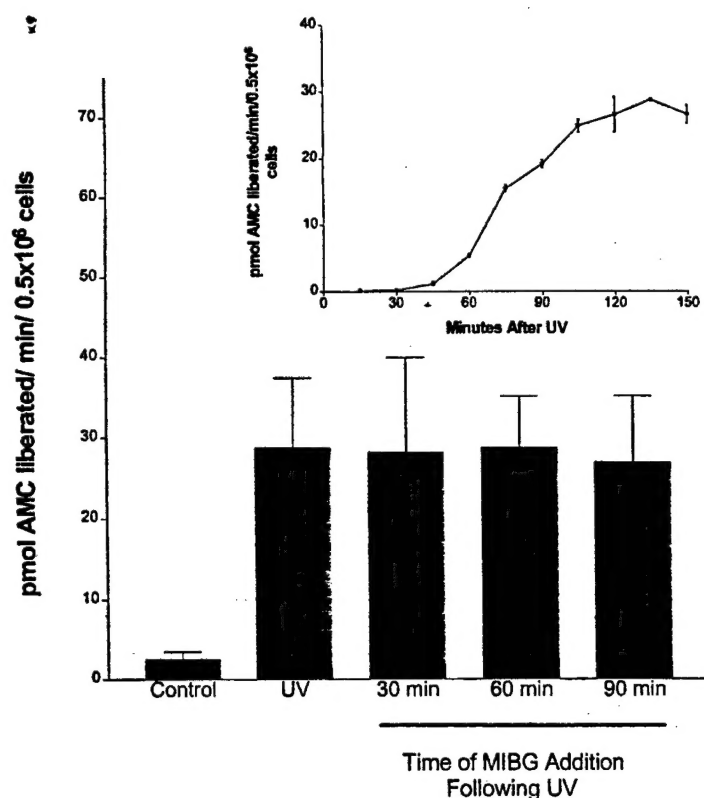 40
30
20
10
0
pmol AMC liberated/min/0.5x10⁶
cells
0 30 60 90 120 150
Minutes After UV
70
60
50
40
30
20
10
0
pmol AMC liberated/ min/ 0.5x10⁶ cells
Control UV 30 min 60 min 90 min
Time of MIBG Addition
Following UV